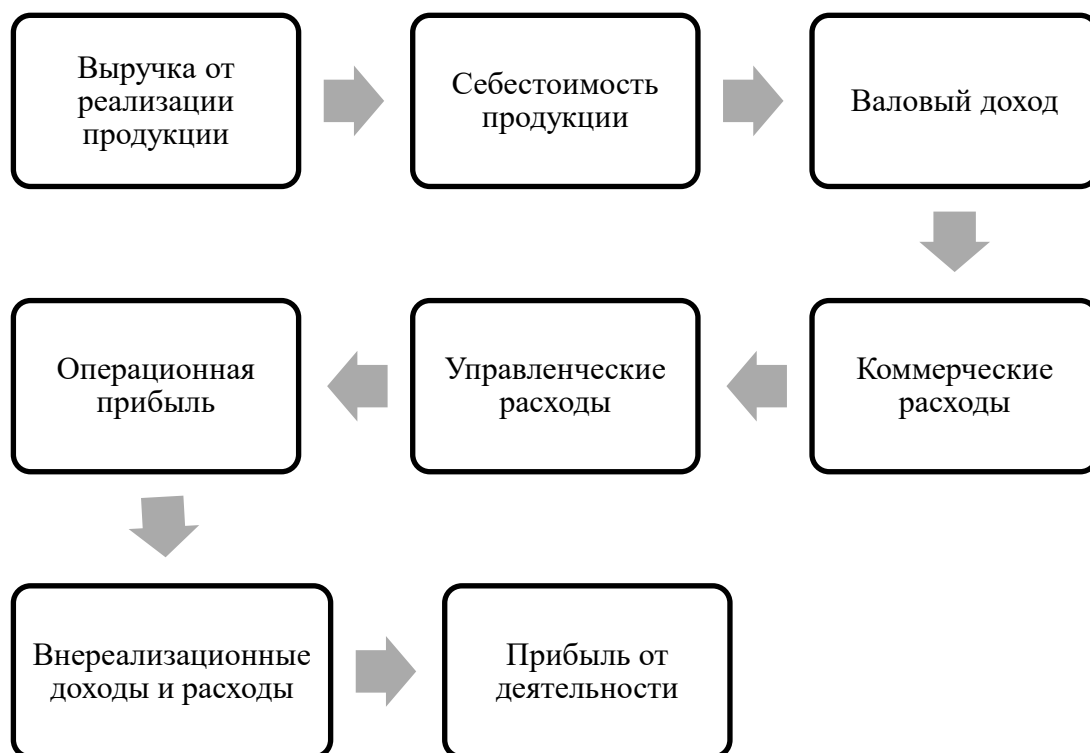 Выручка от
реализации
продукции
Себестоимость
продукции
Валовый доход
Коммерческие
расходы
Управленческие
расходы
Операционная
прибыль
Внереализационные
доходы и расходы
Прибыль от
деятельности